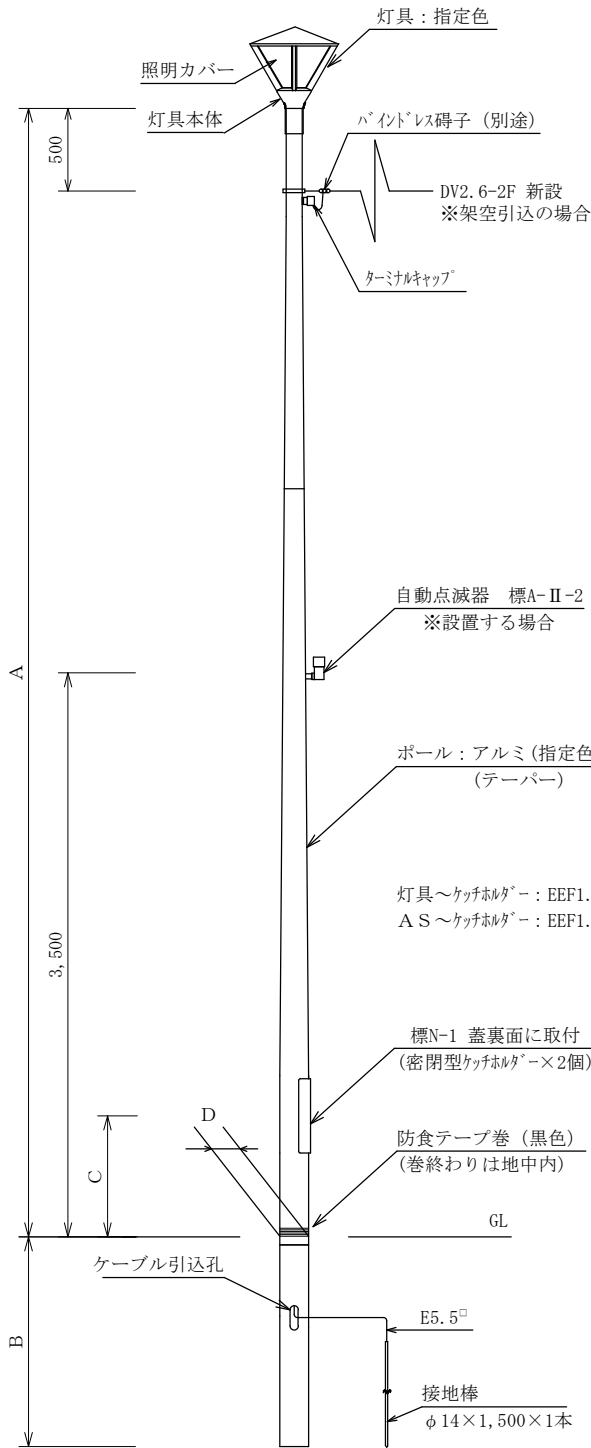 灯具：指定色
照明カバー
灯具本体
ﾊﾞｲﾝﾄﾞﾚｽ碍子 (別途)
500
DV2.6-2F 新設
※架空引込の場合
ﾀｰﾐﾅﾙｷｬｯﾌﾟ
自動点滅器 標A-Ⅱ-2
※設置する場合
A
ポール：アルミ(指定色
(テーパー)
灯具～ｹｯﾁﾎﾙﾀﾞｰ：EEF1.
ＡＳ～ｹｯﾁﾎﾙﾀﾞｰ：EEF1.
3,500
標N-1 蓋裏面に取付
(密閉型ｹｯﾁﾎﾙﾀﾞｰ×2個)
D
防食テープ巻 (黒色)
(巻終わりは地中内)
C
GL
ケーブル引込孔
E5.5□
B
接地棒
φ14×1,500×1本